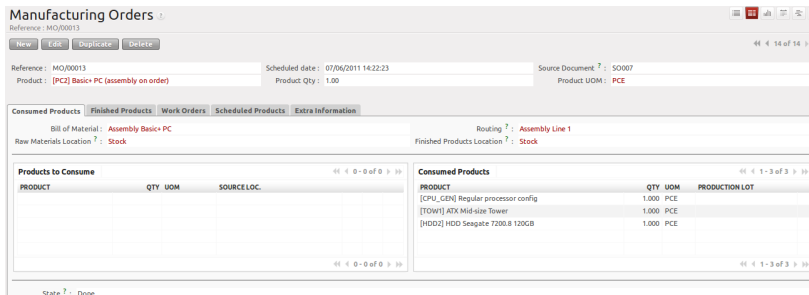 Manufacturing Orders ?
Reference : MO/00013
New Edit Duplicate Delete 14 of 14
Reference : MO/00013 Scheduled date : 07/06/2011 14:22:23 Source Document ? : SO007
Product : [PC2] Basic+ PC (assembly on order) Product Qty : 1.00 Product UOM : PCE
Consumed Products Finished Products Work Orders Scheduled Products Extra Information
Bill of Material : Assembly Basic+ PC Routing ? : Assembly Line 1
Raw Materials Location ? : Stock Finished Products Location ? : Stock
Products to Consume 0 - 0 of 0 Consumed Products 1 - 3 of 3
PRODUCT QTY UOM SOURCE LOC. PRODUCT QTY UOM PRODUCTION LOT
[CPU_GEN] Regular processor config 1.000 PCE
[TOW1] ATX Mid-size Tower 1.000 PCE
[HDD2] HDD Seagate 7200.8 120GB 1.000 PCE
0 - 0 of 0 1 - 3 of 3
State ? : Done